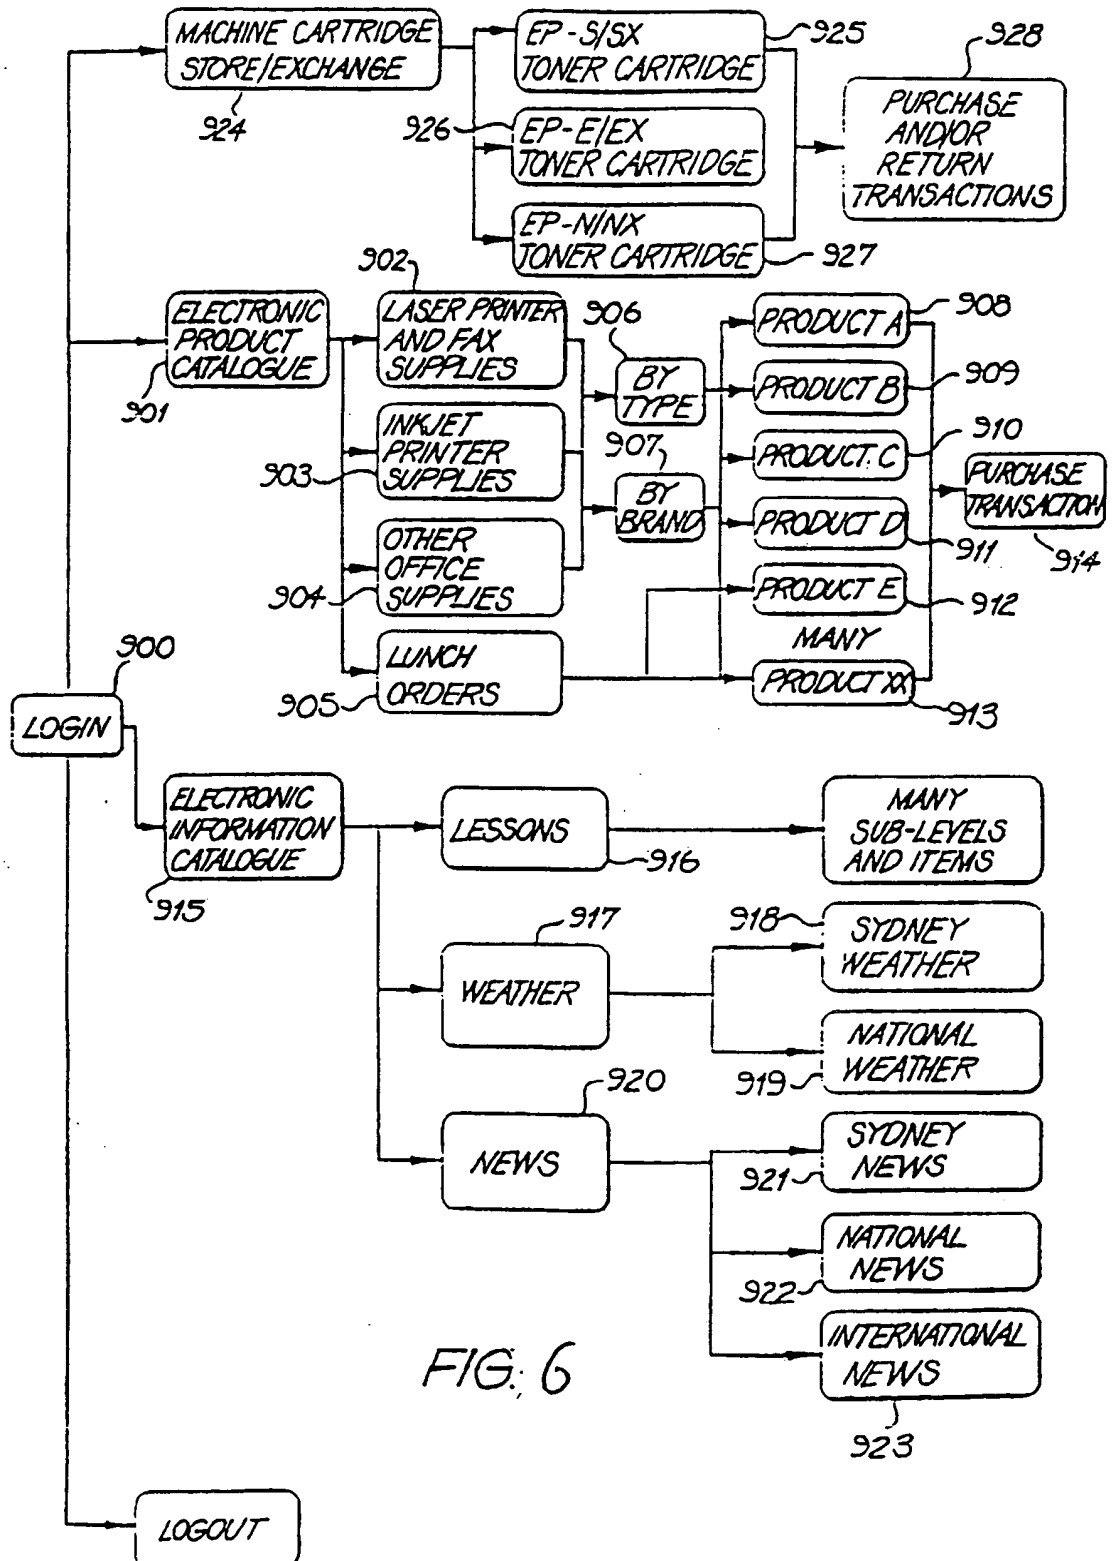 MACHINE CARTRIDGE
STORE/EXCHANGE
924
EP-S/SX
TONER CARTRIDGE
925
926
EP-E/EX
TONER CARTRIDGE
EP-N/NX
TONER CARTRIDGE
927
928
PURCHASE
AND/OR
RETURN
TRANSACTIONS
ELECTRONIC
PRODUCT
CATALOGUE
901
902
LASER PRINTER
AND FAX
SUPPLIES
INKJET
PRINTER
SUPPLIES
903
OTHER
OFFICE
SUPPLIES
904
LUNCH
ORDERS
905
906
BY
TYPE
907
BY
BRAND
PRODUCT A
908
PRODUCT B
909
PRODUCT C
910
PRODUCT D
911
PRODUCT E
912
MANY
PRODUCT XX
913
PURCHASE
TRANSACTION
914
900
LOGIN
ELECTRONIC
INFORMATION
CATALOGUE
915
LESSONS
916
MANY
SUB-LEVELS
AND ITEMS
917
WEATHER
918
SYDNEY
WEATHER
NATIONAL
WEATHER
919
920
NEWS
SYDNEY
NEWS
921
NATIONAL
NEWS
922
INTERNATIONAL
NEWS
923
FIG. 6
LOGOUT